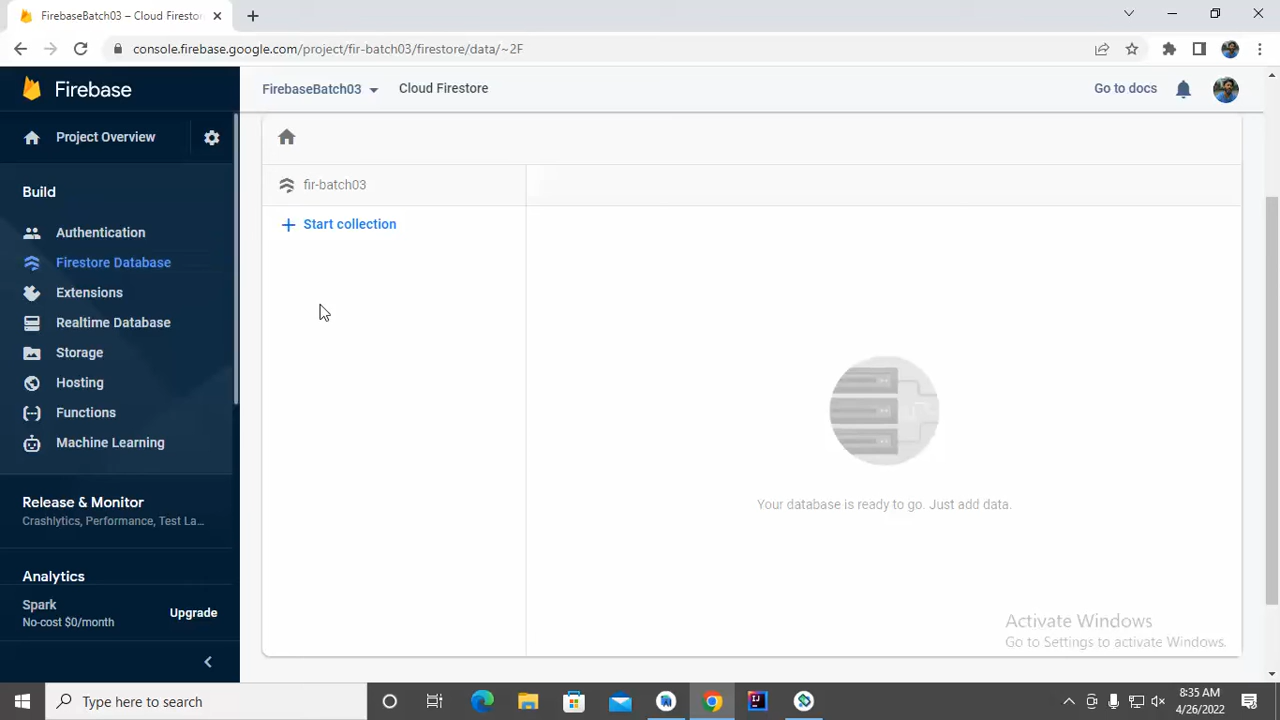 FirebaseBatch03 – Cloud Firestor
console.firebase.google.com/project/fir-batch03/firestore/data/~2F
Firebase
FirebaseBatch03
Cloud Firestore
Go to docs
Project Overview
fir-batch03
Start collection
Build
Authentication
Firestore Database
Extensions
Realtime Database
Storage
Hosting
Functions
Machine Learning
Your database is ready to go. Just add data.
Release & Monitor
Crashlytics, Performance, Test La...
Analytics
Spark
No-cost $0/month
Upgrade
Activate Windows
Go to Settings to activate Windows.
Type here to search
8:35 AM
4/26/2022